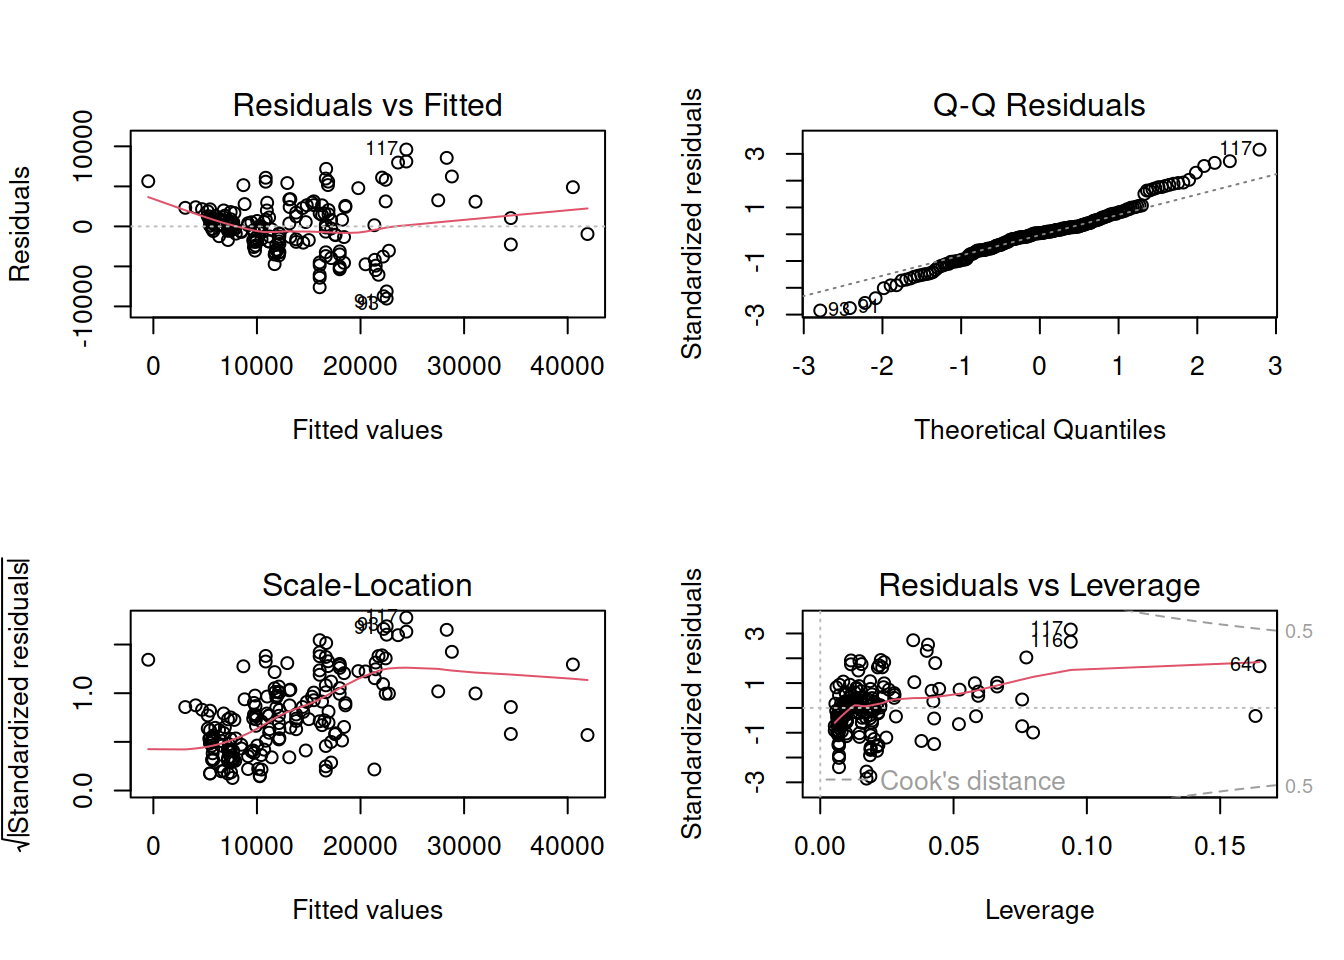 Residuals vs Fitted
Residuals
-10000 0 10000
117
93
0 10000 20000 30000 40000
Fitted values
Q-Q Residuals
Standardized residuals
-3 -1 1 3
117
93 91
-3 -2 -1 0 1 2 3
Theoretical Quantiles
Scale-Location
√|Standardized residuals|
0.0 1.0
117
93
0 10000 20000 30000 40000
Fitted values
Residuals vs Leverage
Standardized residuals
-3 -1 1 3
117
116
64
0.5
Cook's distance
0.5
0.00 0.05 0.10 0.15
Leverage